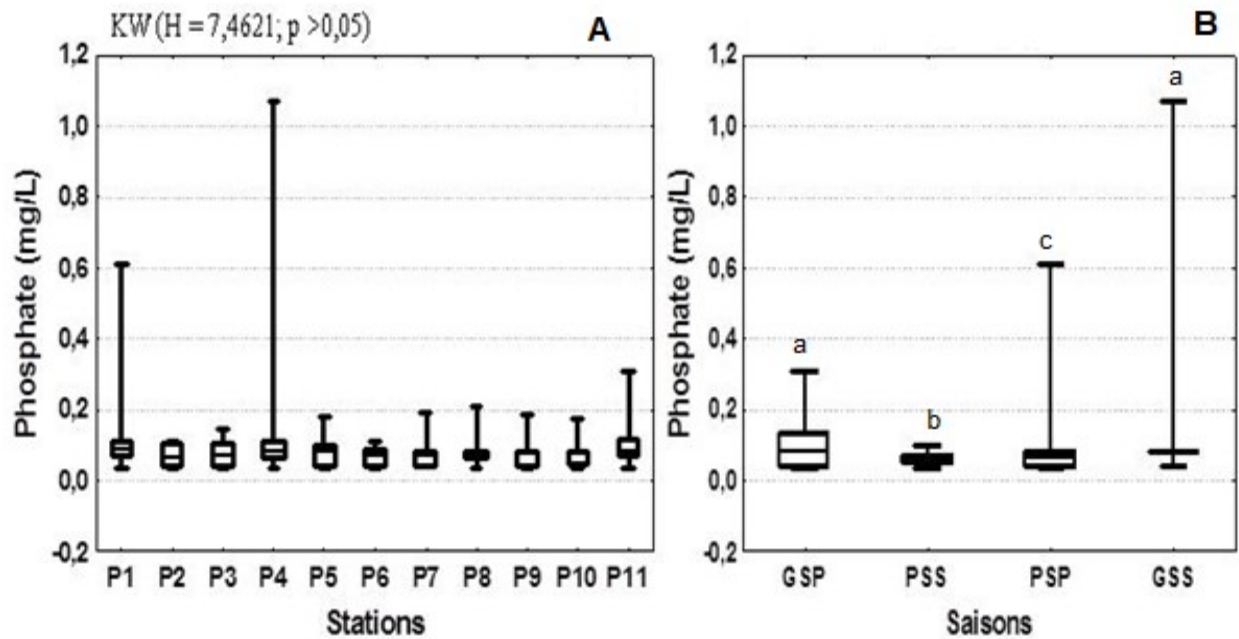 KW (H = 7,4621; p >0,05)
A
1,2
1,0
0,8
0,6
0,4
0,2
0,0
-0,2
Phosphate (mg/L)
P1 P2 P3 P4 P5 P6 P7 P8 P9 P10 P11
Stations
B
1,2
1,0
0,8
0,6
0,4
0,2
0,0
-0,2
Phosphate (mg/L)
a
b
c
a
GSP PSS PSP GSS
Saisons